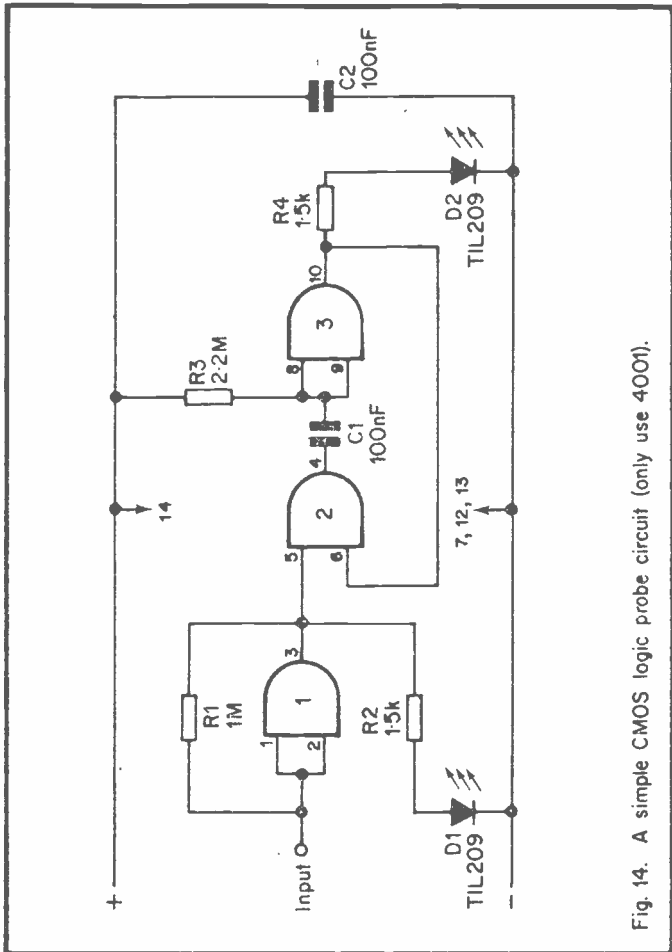 +
14
R3
2·2M
C2
100nF
R1
1M
Input
1
2
1
3
5
6
2
4
C1
100nF
8
9
3
10
R4
1·5k
R2
1·5k
D1
TIL209
7, 12, 13
D2
TIL209
−
Fig. 14. A simple CMOS logic probe circuit (only use 4001).